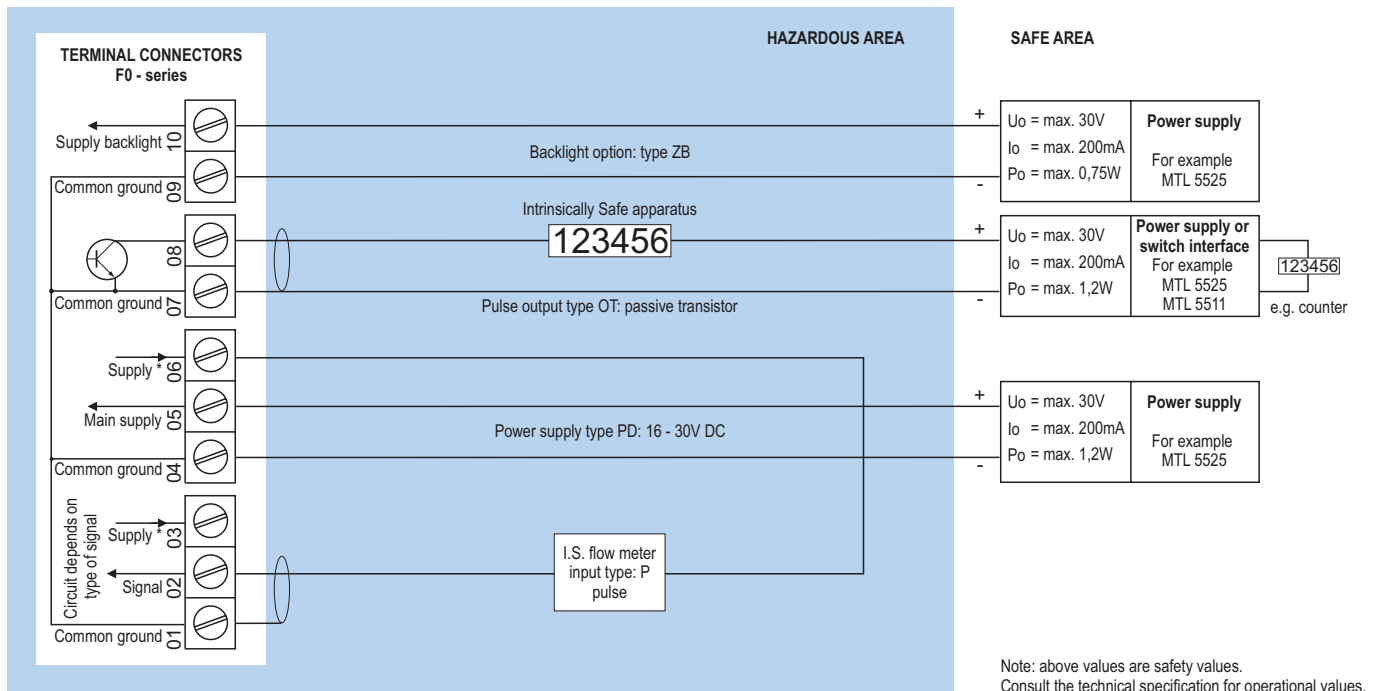 HAZARDOUS AREA
SAFE AREA
TERMINAL CONNECTORS
F0 - series
Supply backlight
10
Common ground
09
08
Common ground
07
Supply *
06
Main supply
05
Common ground
04
Circuit depends on
type of signal
Supply *
03
Signal
02
Common ground
01
Backlight option: type ZB
Intrinsically Safe apparatus
123456
Pulse output type OT: passive transistor
Power supply type PD: 16 - 30V DC
I.S. flow meter
input type: P
pulse
+
-
Uo = max. 30V
Io = max. 200mA
Po = max. 0,75W
Power supply
For example
MTL 5525
+
-
Uo = max. 30V
Io = max. 200mA
Po = max. 1,2W
Power supply or
switch interface
For example
MTL 5525
MTL 5511
123456
e.g. counter
+
-
Uo = max. 30V
Io = max. 200mA
Po = max. 1,2W
Power supply
For example
MTL 5525
Note: above values are safety values.
Consult the technical specification for operational values.